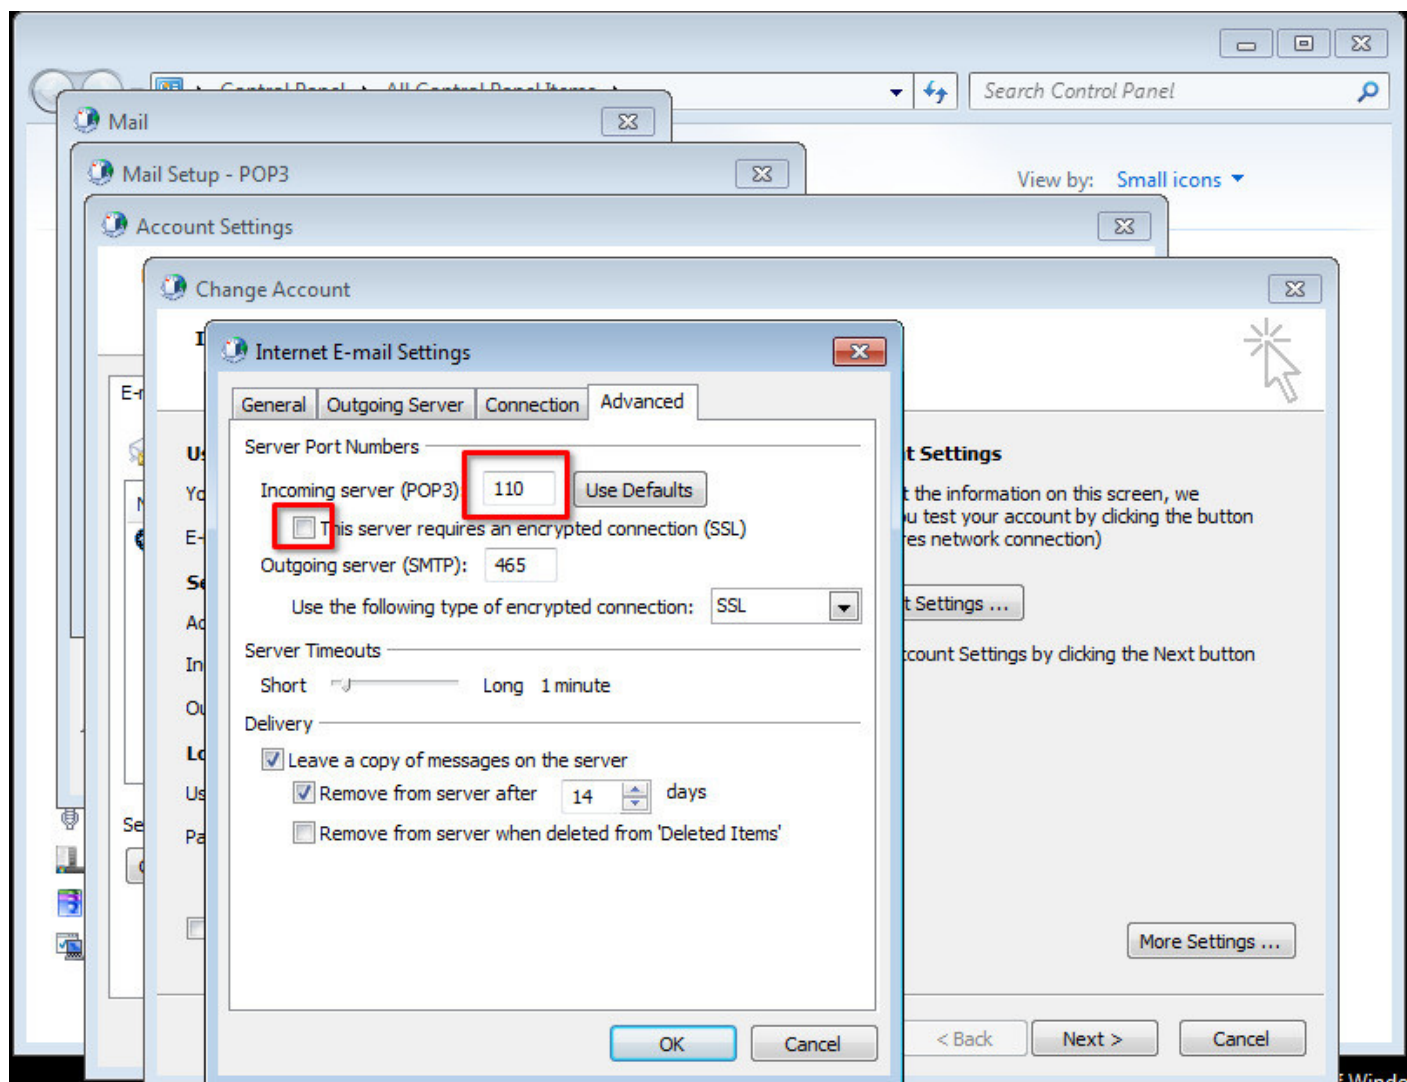 Control Panel All Control Panel Items
Search Control Panel
Mail
Mail Setup - POP3
View by: Small icons
Account Settings
Change Account
Internet E-mail Settings
General Outgoing Server Connection Advanced
Server Port Numbers
t Settings
Incoming server (POP3) 110 Use Defaults
t the information on this screen, we
u test your account by clicking the button
This server requires an encrypted connection (SSL)
es network connection)
Outgoing server (SMTP): 465
Use the following type of encrypted connection: SSL
t Settings ...
Server Timeouts
count Settings by clicking the Next button
Short Long 1 minute
Delivery
Leave a copy of messages on the server
Remove from server after 14 days
Remove from server when deleted from 'Deleted Items'
More Settings ...
OK Cancel
< Back Next > Cancel